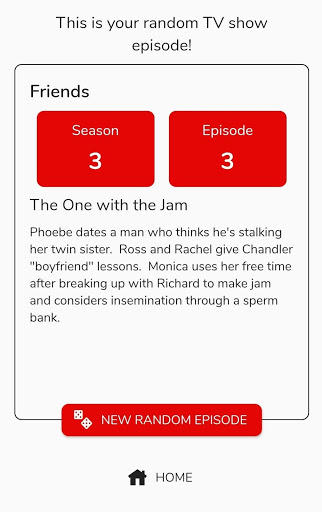 This is your random TV show
episode!
Friends
Season
3
Episode
3
The One with the Jam
Phoebe dates a man who thinks he's stalking
her twin sister.  Ross and Rachel give Chandler
"boyfriend" lessons.  Monica uses her free time
after breaking up with Richard to make jam
and considers insemination through a sperm
bank.
NEW RANDOM EPISODE
HOME